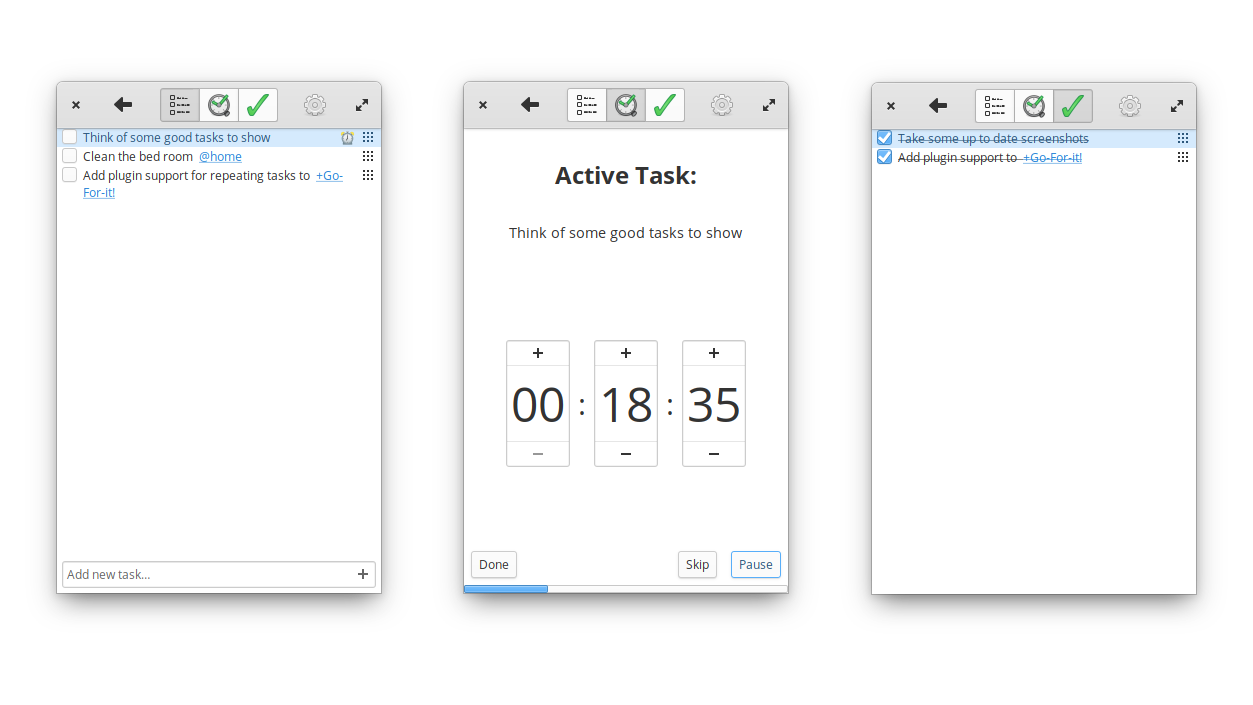 Think of some good tasks to show
Clean the bed room @home
Add plugin support for repeating tasks to +Go-
For-it!
Add new task...
Active Task:
Think of some good tasks to show
00 : 18 : 35
Done Skip Pause
Take some up to date screenshots
Add plugin support to +Go-For-it!